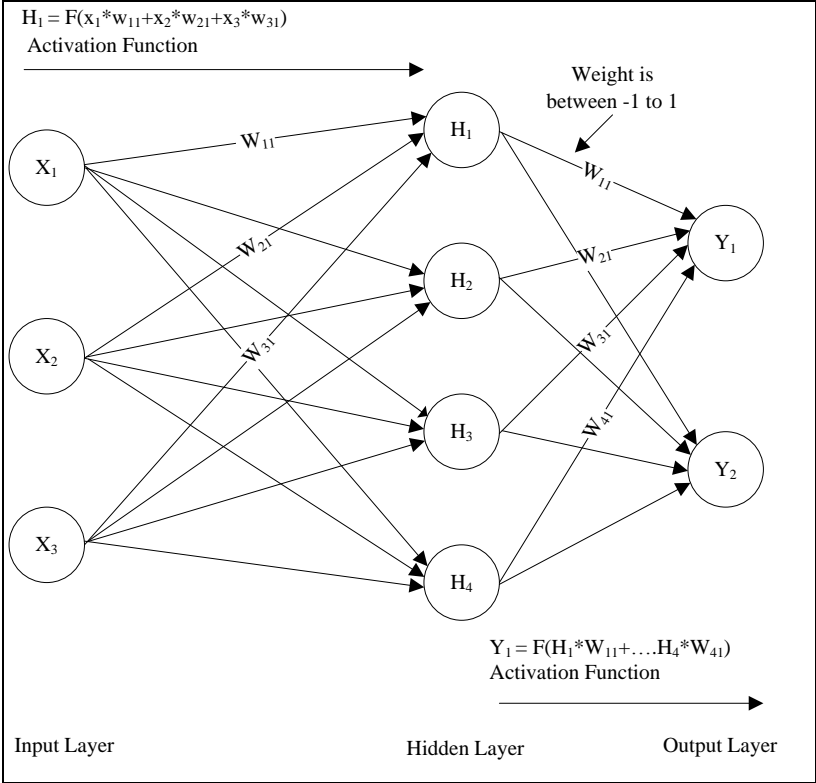 H₁ = F(x₁*w₁₁+x₂*w₂₁+x₃*w₃₁)
Activation Function
Weight is
between -1 to 1
X₁
X₂
X₃
W₁₁
W₂₁
W₃₁
H₁
H₂
H₃
H₄
W₁₁
W₂₁
W₃₁
W₄₁
Y₁
Y₂
Y₁ = F(H₁*W₁₁+….H₄*W₄₁)
Activation Function
Input Layer
Hidden Layer
Output Layer